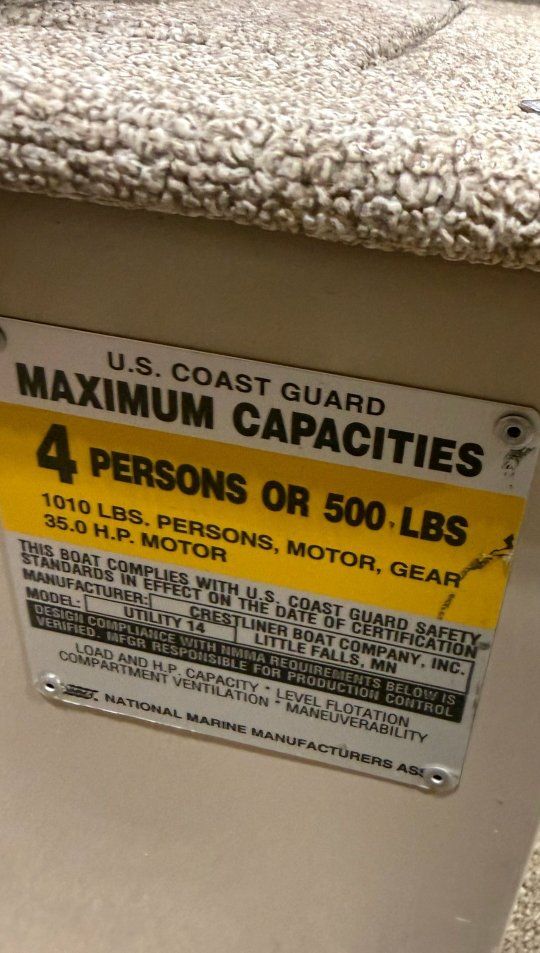 U.S. COAST GUARD
MAXIMUM CAPACITIES
4 PERSONS OR 500 LBS
1010 LBS. PERSONS, MOTOR, GEAR
35.0 H.P. MOTOR
THIS BOAT COMPLIES WITH U.S. COAST GUARD SAFETY
STANDARDS IN EFFECT ON THE DATE OF CERTIFICATION
MANUFACTURER: CRESTLINER BOAT COMPANY, INC.
MODEL: UTILITY 14 LITTLE FALLS, MN
DESIGN COMPLIANCE WITH NMMA REQUIREMENTS BELOW IS
VERIFIED. MFGR RESPONSIBLE FOR PRODUCTION CONTROL
LOAD AND H.P. CAPACITY * LEVEL FLOTATION
COMPARTMENT VENTILATION * MANEUVERABILITY
NATIONAL MARINE MANUFACTURERS ASS